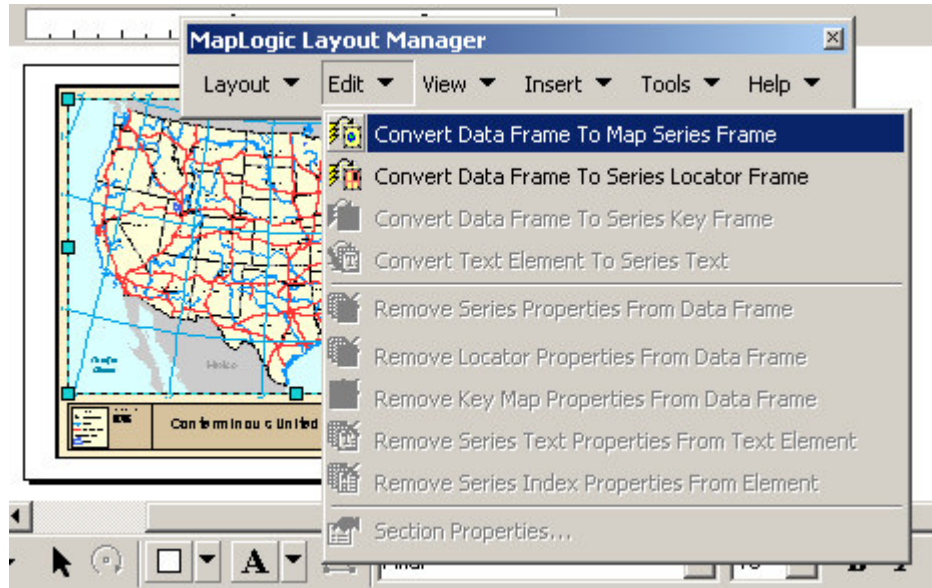 MapLogic Layout Manager
Layout Edit View Insert Tools Help
Convert Data Frame To Map Series Frame
Convert Data Frame To Series Locator Frame
Convert Data Frame To Series Key Frame
Convert Text Element To Series Text
Remove Series Properties From Data Frame
Remove Locator Properties From Data Frame
Remove Key Map Properties From Data Frame
Remove Series Text Properties From Text Element
Remove Series Index Properties From Element
Section Properties...
Mexico
Conterminous United
A
B